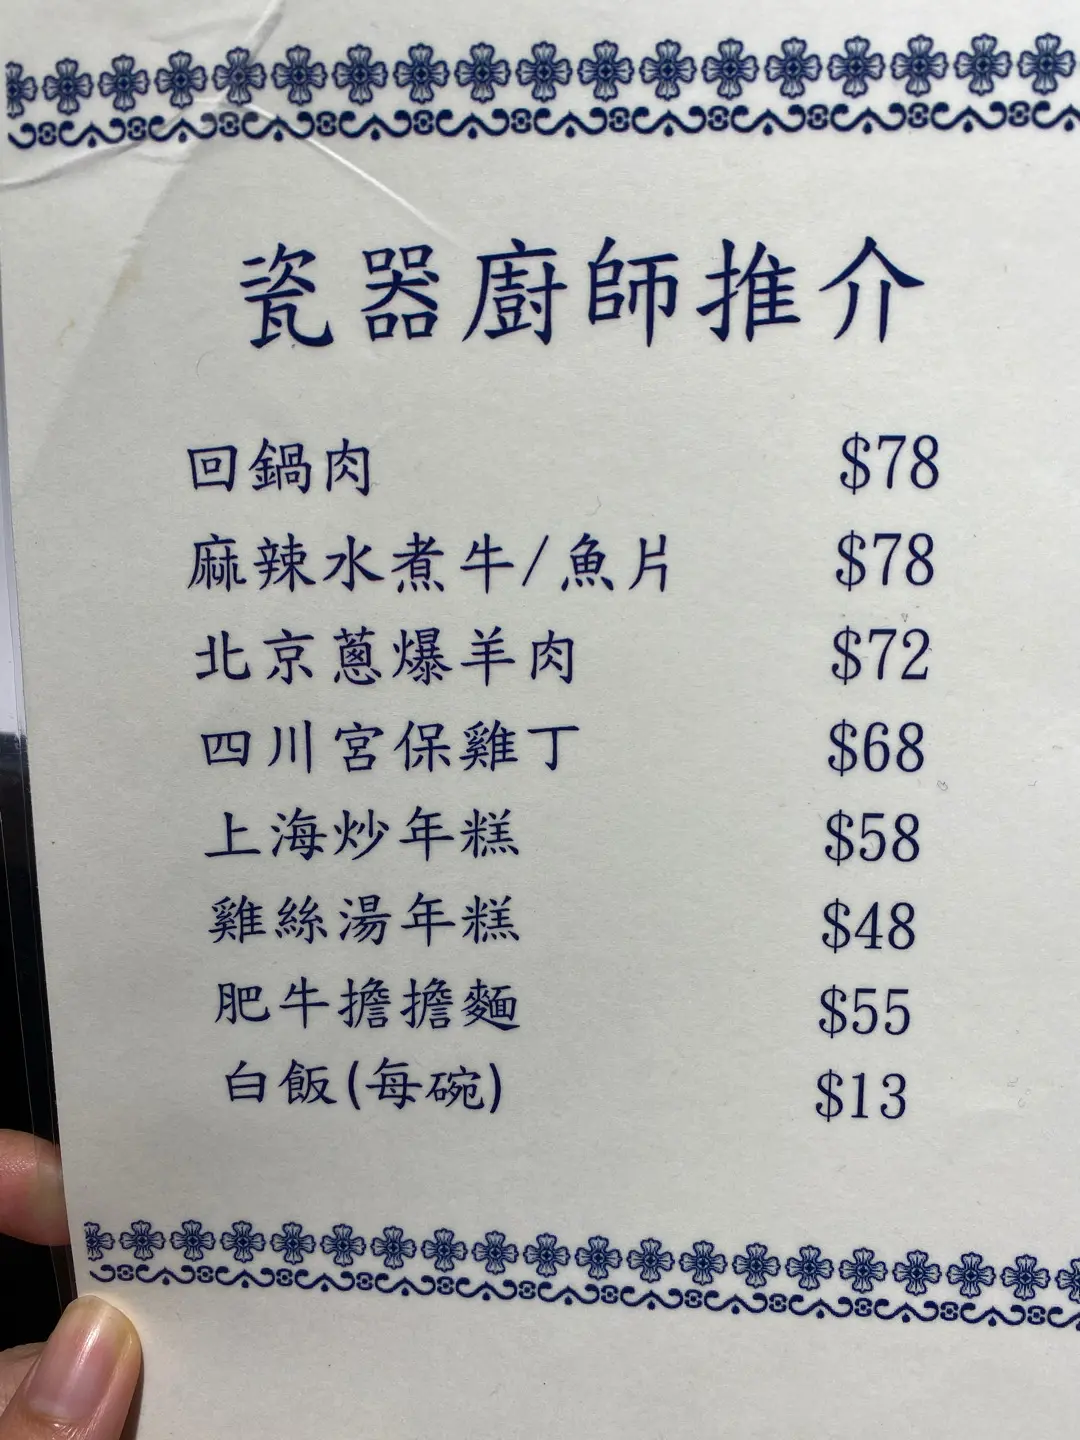 瓷器廚師推介
回鍋肉 $78
麻辣水煮牛/魚片 $78
北京蔥爆羊肉 $72
四川宮保雞丁 $68
上海炒年糕 $58
雞絲湯年糕 $48
肥牛擔擔麵 $55
白飯(每碗) $13